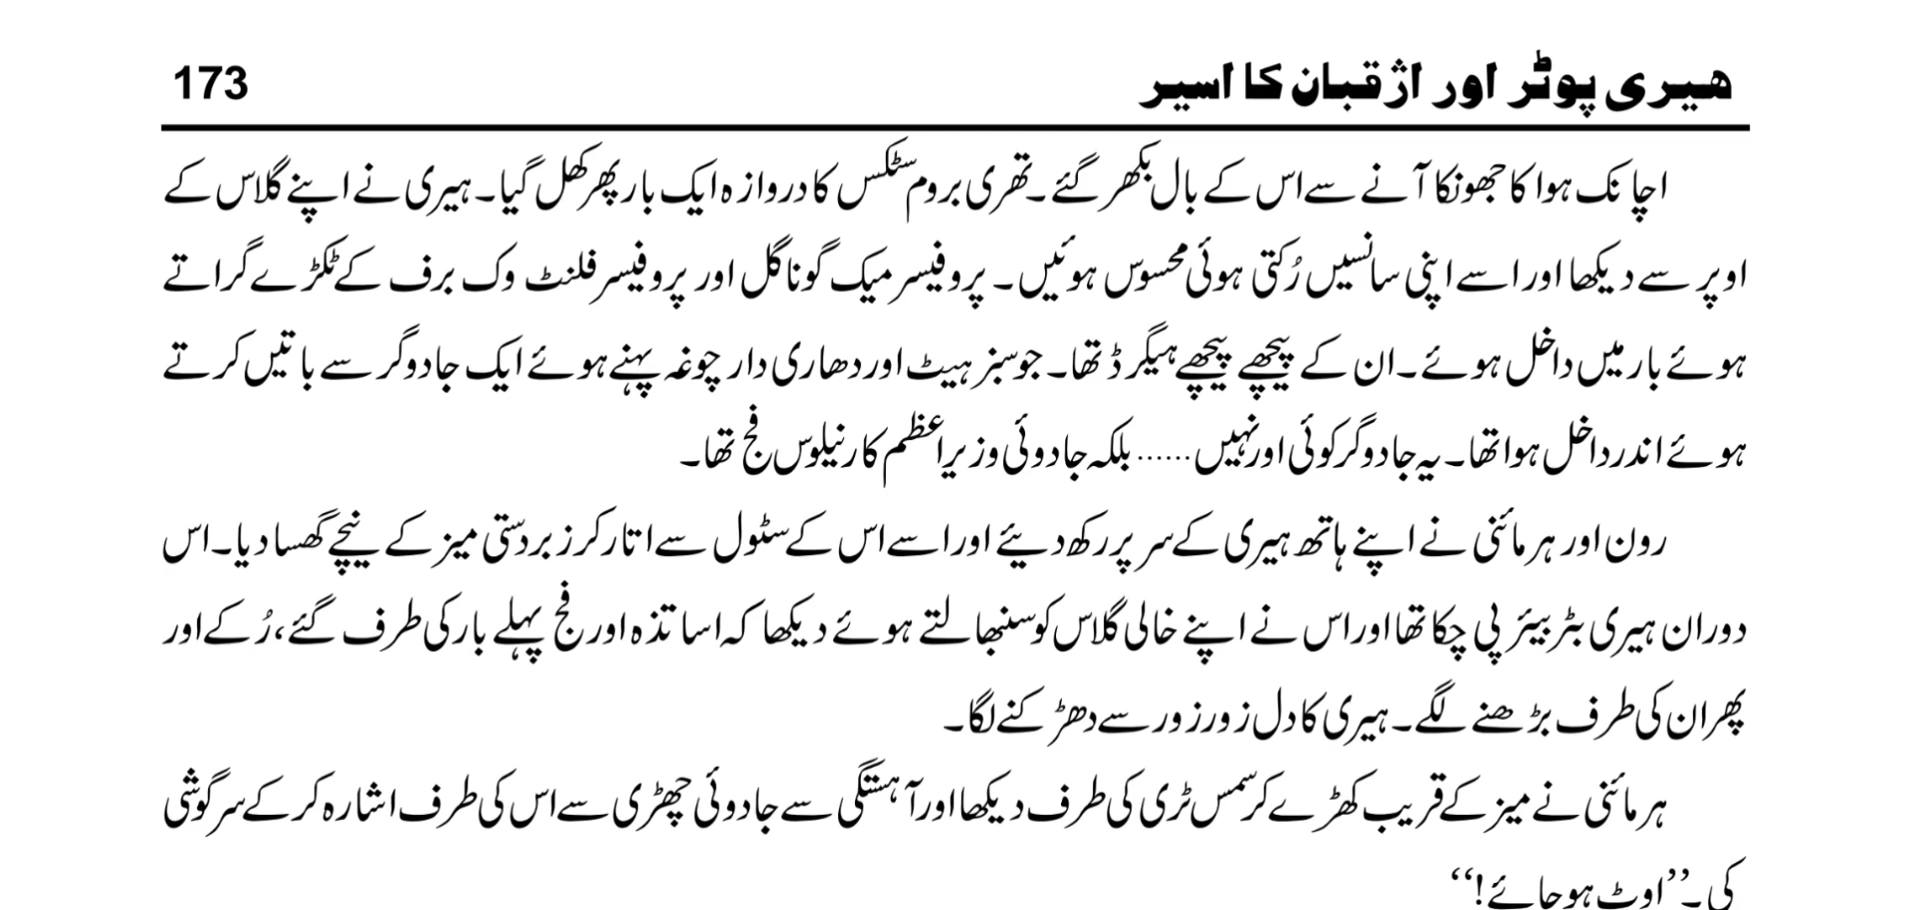 هیری پوٹر اور اژقبان کا اسیر 173
اچانک ہوا کا جھونکا آنے سے اس کے بال بکھر گئے۔ تھری بروم سٹکس کا دروازہ ایک بار پھر کھل گیا۔ ہیری نے اپنے گلاس کے
اوپر سے دیکھا اور اسے اپنی سانسیں رُکتی ہوئی محسوس ہوئیں۔ پروفیسر میک گوناگل اور پروفیسر فلنٹ وک برف کے ٹکڑے گراتے
ہوئے بار میں داخل ہوئے۔ ان کے پیچھے پیچھے ہیگرڈ تھا۔ جو سبز ہیٹ اور دھاری دار چوغہ پہنے ہوئے ایک جادوگر سے باتیں کرتے
ہوئے اندر داخل ہوا تھا۔ یہ جادوگر کوئی اور نہیں...... بلکہ جادوئی وزیراعظم کارنیلوس فج تھا۔
رون اور ہرمائنی نے اپنے ہاتھ ہیری کے سر پر رکھ دیئے اور اسے اس کے سٹول سے اتار کر زبردستی میز کے نیچے گھسا دیا۔ اس
دوران ہیری بٹر بیئر پی چکا تھا اور اس نے اپنے خالی گلاس کو سنبھالتے ہوئے دیکھا کہ اساتذہ اور فج پہلے بار کی طرف گئے، رُکے اور
پھر ان کی طرف بڑھنے لگے۔ ہیری کا دل زور زور سے دھڑکنے لگا۔
ہرمائنی نے میز کے قریب کھڑے کرسمس ٹری کی طرف دیکھا اور آہستگی سے جادوئی چھڑی سے اس کی طرف اشارہ کر کے سرگوشی
کی۔ ”اوٹ ہو جائے!“